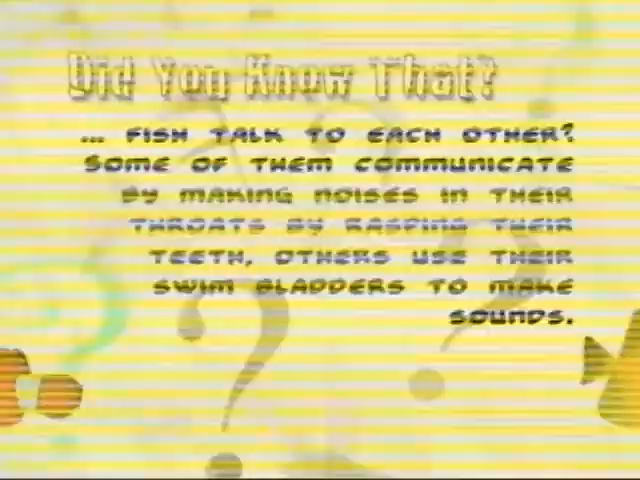 Did You Know That?
... FISH TALK TO EACH OTHER?
SOME OF THEM COMMUNICATE
BY MAKING NOISES IN THEIR
THROATS BY RASPING THEIR
TEETH, OTHERS USE THEIR
SWIM BLADDERS TO MAKE
SOUNDS.